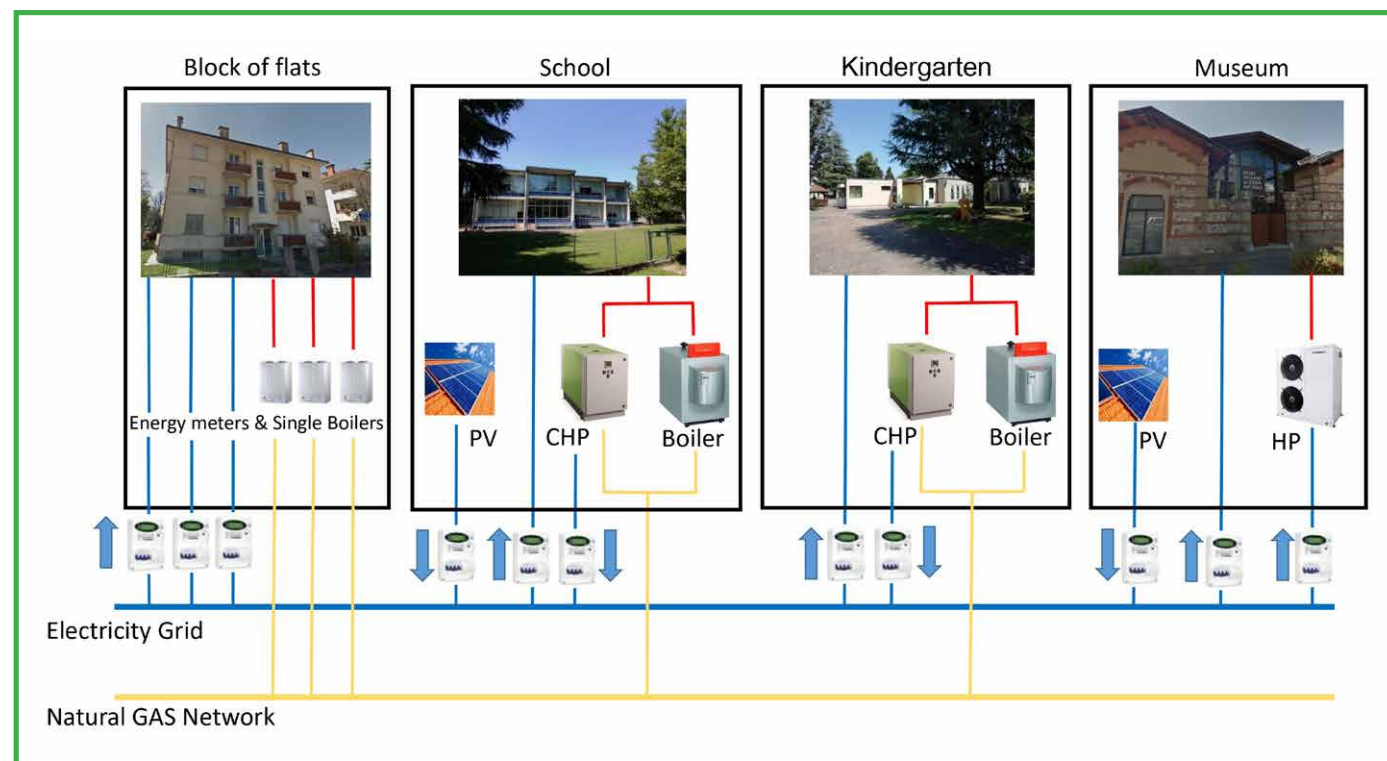 Block of flats
School
Kindergarten
Museum
Energy meters & Single Boilers
PV
CHP
Boiler
CHP
Boiler
PV
HP
Electricity Grid
Natural GAS Network